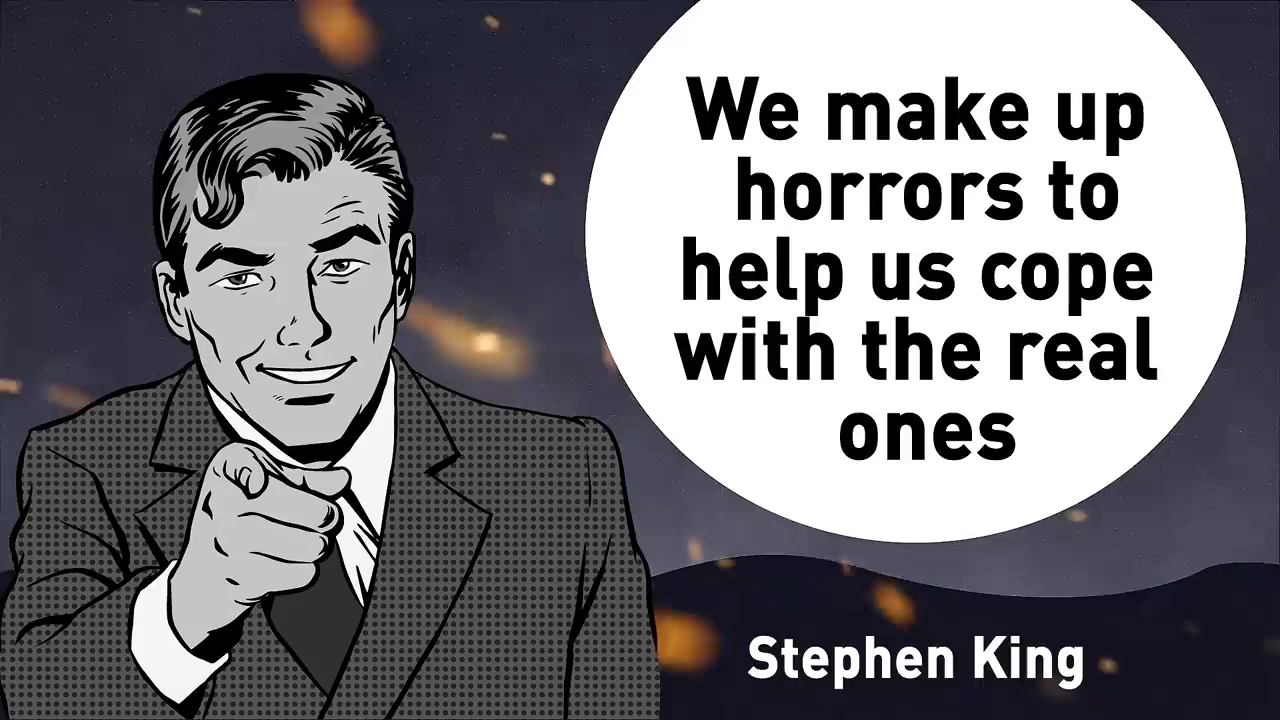 We make up
horrors to
help us cope
with the real
ones
Stephen King